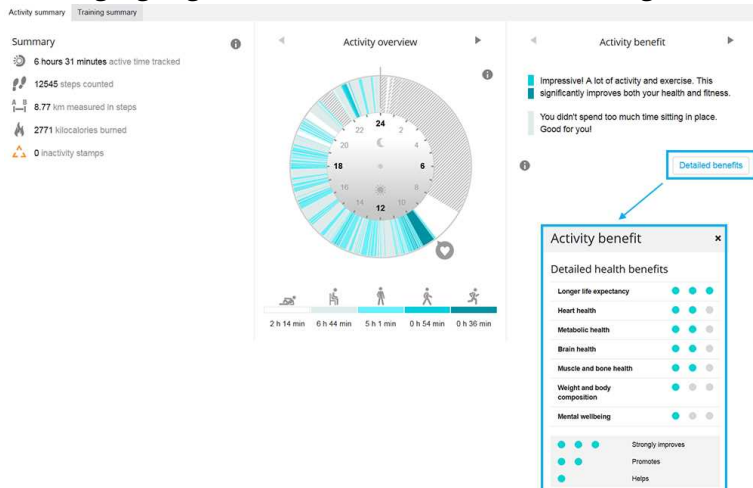 Activity summary
Training summary
Summary
6 hours 31 minutes active time tracked
12545 steps counted
A B
8.77 km measured in steps
2771 kilocalories burned
0 inactivity stamps
Activity overview
24
2
4
6
8
10
12
14
16
18
20
22
2 h 14 min
6 h 44 min
5 h 1 min
0 h 54 min
0 h 36 min
Activity benefit
Impressive! A lot of activity and exercise. This
significantly improves both your health and fitness.
You didn't spend too much time sitting in place.
Good for you!
Detailed benefits
Activity benefit ×
Detailed health benefits
Longer life expectancy
Heart health
Metabolic health
Brain health
Muscle and bone health
Weight and body
composition
Mental wellbeing
Strongly improves
Promotes
Helps